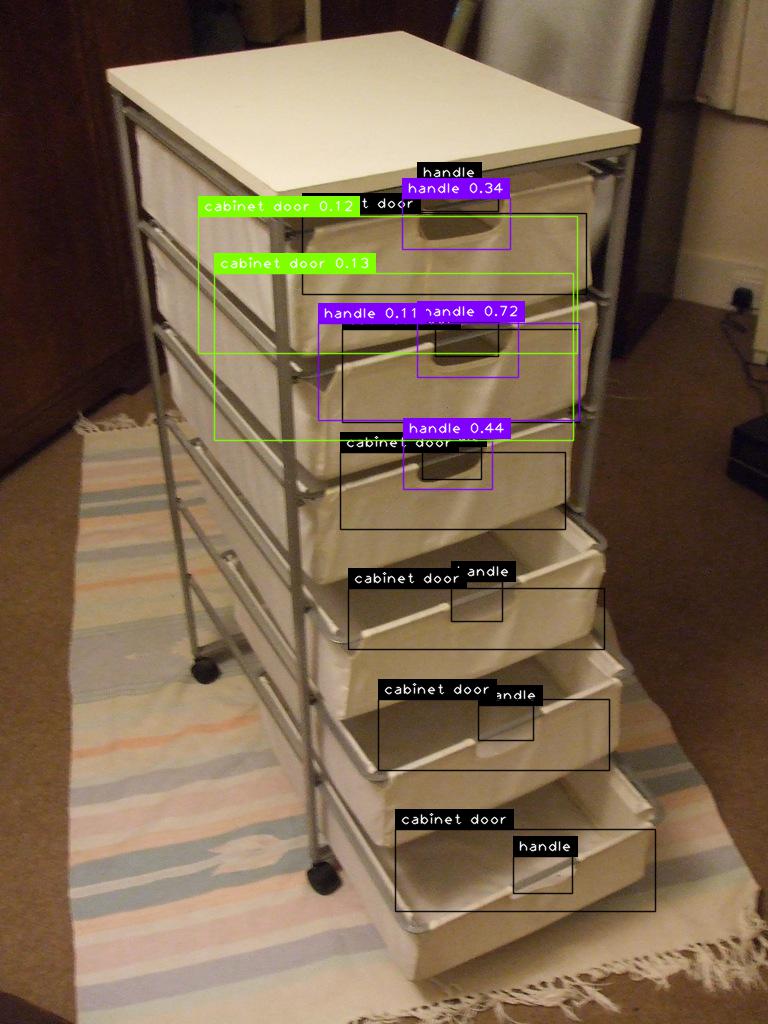 handle
handle 0.34
t door
cabinet door 0.12
cabinet door 0.13
handle 0.11
handle 0.72
handle 0.44
cabinet door
andle
cabinet door
cabinet door
andle
cabinet door
handle